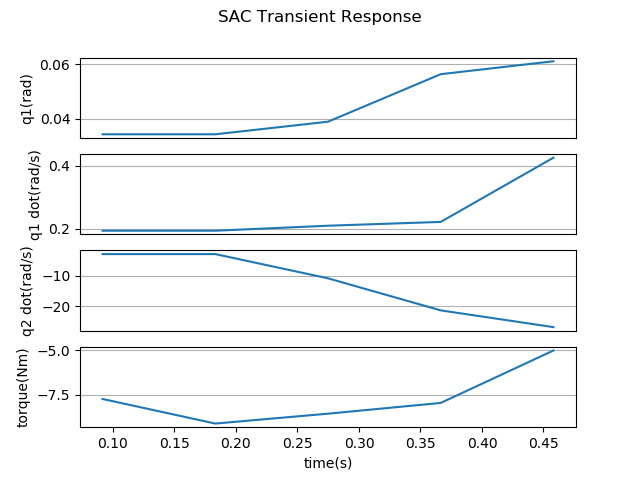 SAC Transient Response
0.06
0.04
q1(rad)
0.4
0.2
q1 dot(rad/s)
−10
−20
q2 dot(rad/s)
−5.0
−7.5
torque(Nm)
0.10 0.15 0.20 0.25 0.30 0.35 0.40 0.45
time(s)